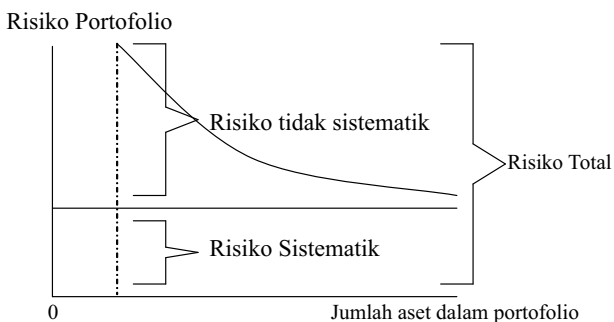 Risiko Portofolio
Risiko tidak sistematik
Risiko Total
Risiko Sistematik
0
Jumlah aset dalam portofolio